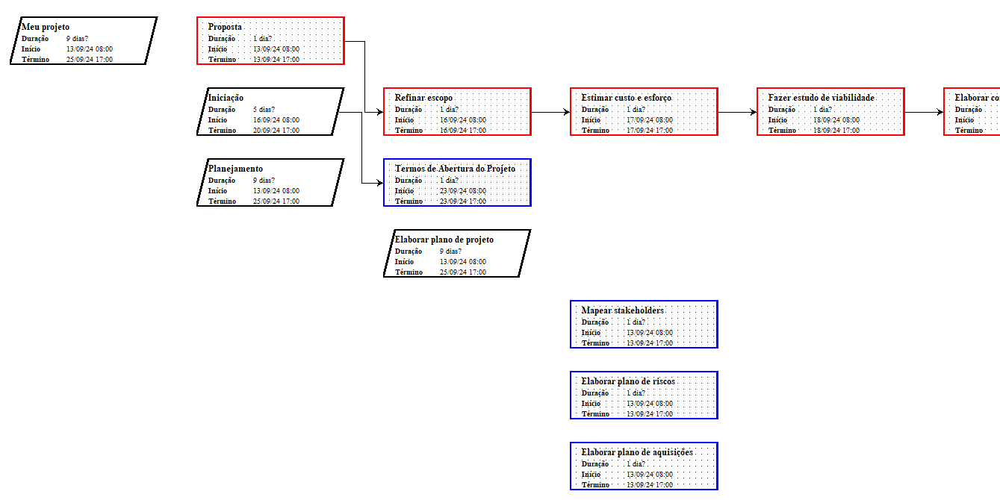 Meu projeto
Duração 9 dias?
Início 13/09/24 08:00
Término 25/09/24 17:00
Proposta
Duração 1 dia?
Início 13/09/24 08:00
Término 13/09/24 17:00
Iniciação
Duração 5 dias?
Início 16/09/24 08:00
Término 20/09/24 17:00
Refinar escopo
Duração 1 dia?
Início 16/09/24 08:00
Término 16/09/24 17:00
Estimar custo e esforço
Duração 1 dia?
Início 17/09/24 08:00
Término 17/09/24 17:00
Fazer estudo de viabilidade
Duração 1 dia?
Início 18/09/24 08:00
Término 18/09/24 17:00
Elaborar
Duração
Início
Término
Planejamento
Duração 9 dias?
Início 13/09/24 08:00
Término 25/09/24 17:00
Termos de Abertura do Projeto
Duração 1 dia?
Início 23/09/24 08:00
Término 23/09/24 17:00
Elaborar plano de projeto
Duração 9 dias?
Início 13/09/24 08:00
Término 25/09/24 17:00
Mapear stakeholders
Duração 1 dia?
Início 13/09/24 08:00
Término 13/09/24 17:00
Elaborar plano de riscos
Duração 1 dia?
Início 13/09/24 08:00
Término 13/09/24 17:00
Elaborar plano de aquisições
Duração 1 dia?
Início 13/09/24 08:00
Término 13/09/24 17:00